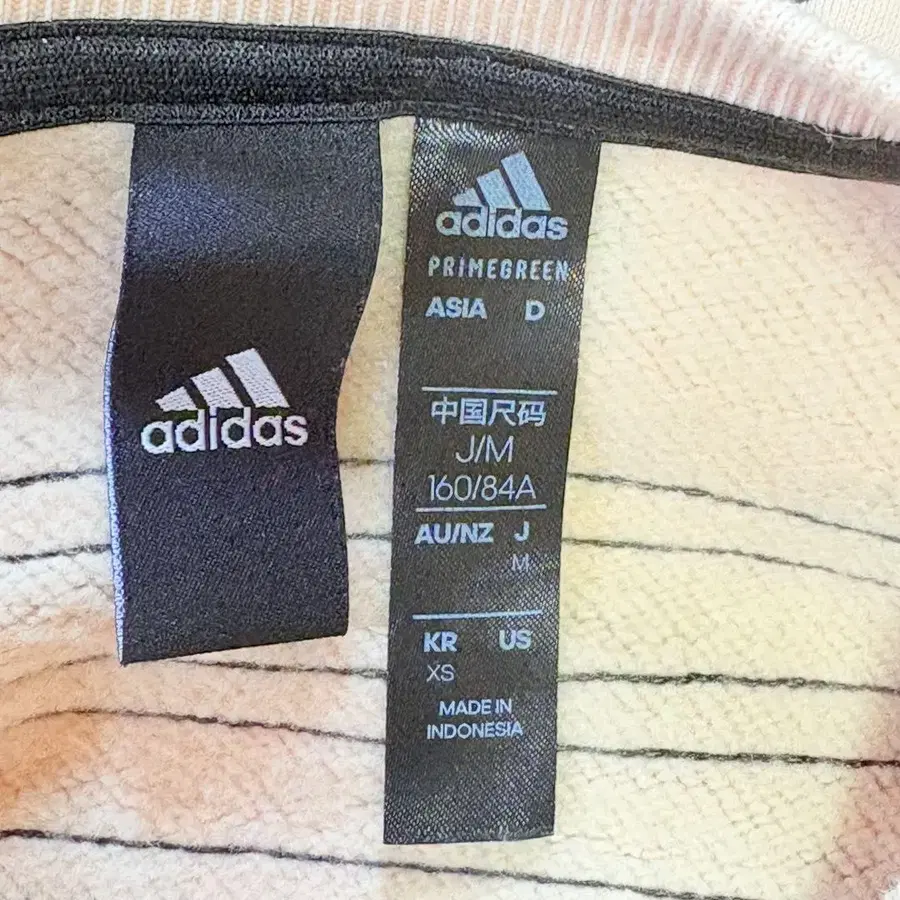 adidas
adidas
PRIMEGREEN
ASIA D
中国尺码
J/M
160/84A
AU/NZ J
M
KR US
XS
MADE IN
INDONESIA